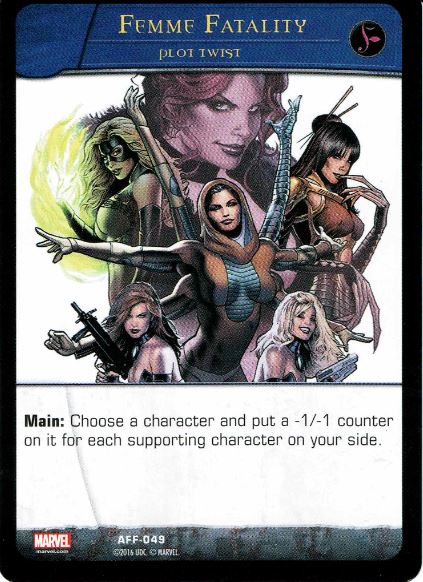 Femme Fatality
PLOT TWIST
Main: Choose a character and put a -1/-1 counter
on it for each supporting character on your side.
MARVEL
marvel.com
AFF-049
©2016 UDC. © MARVEL.